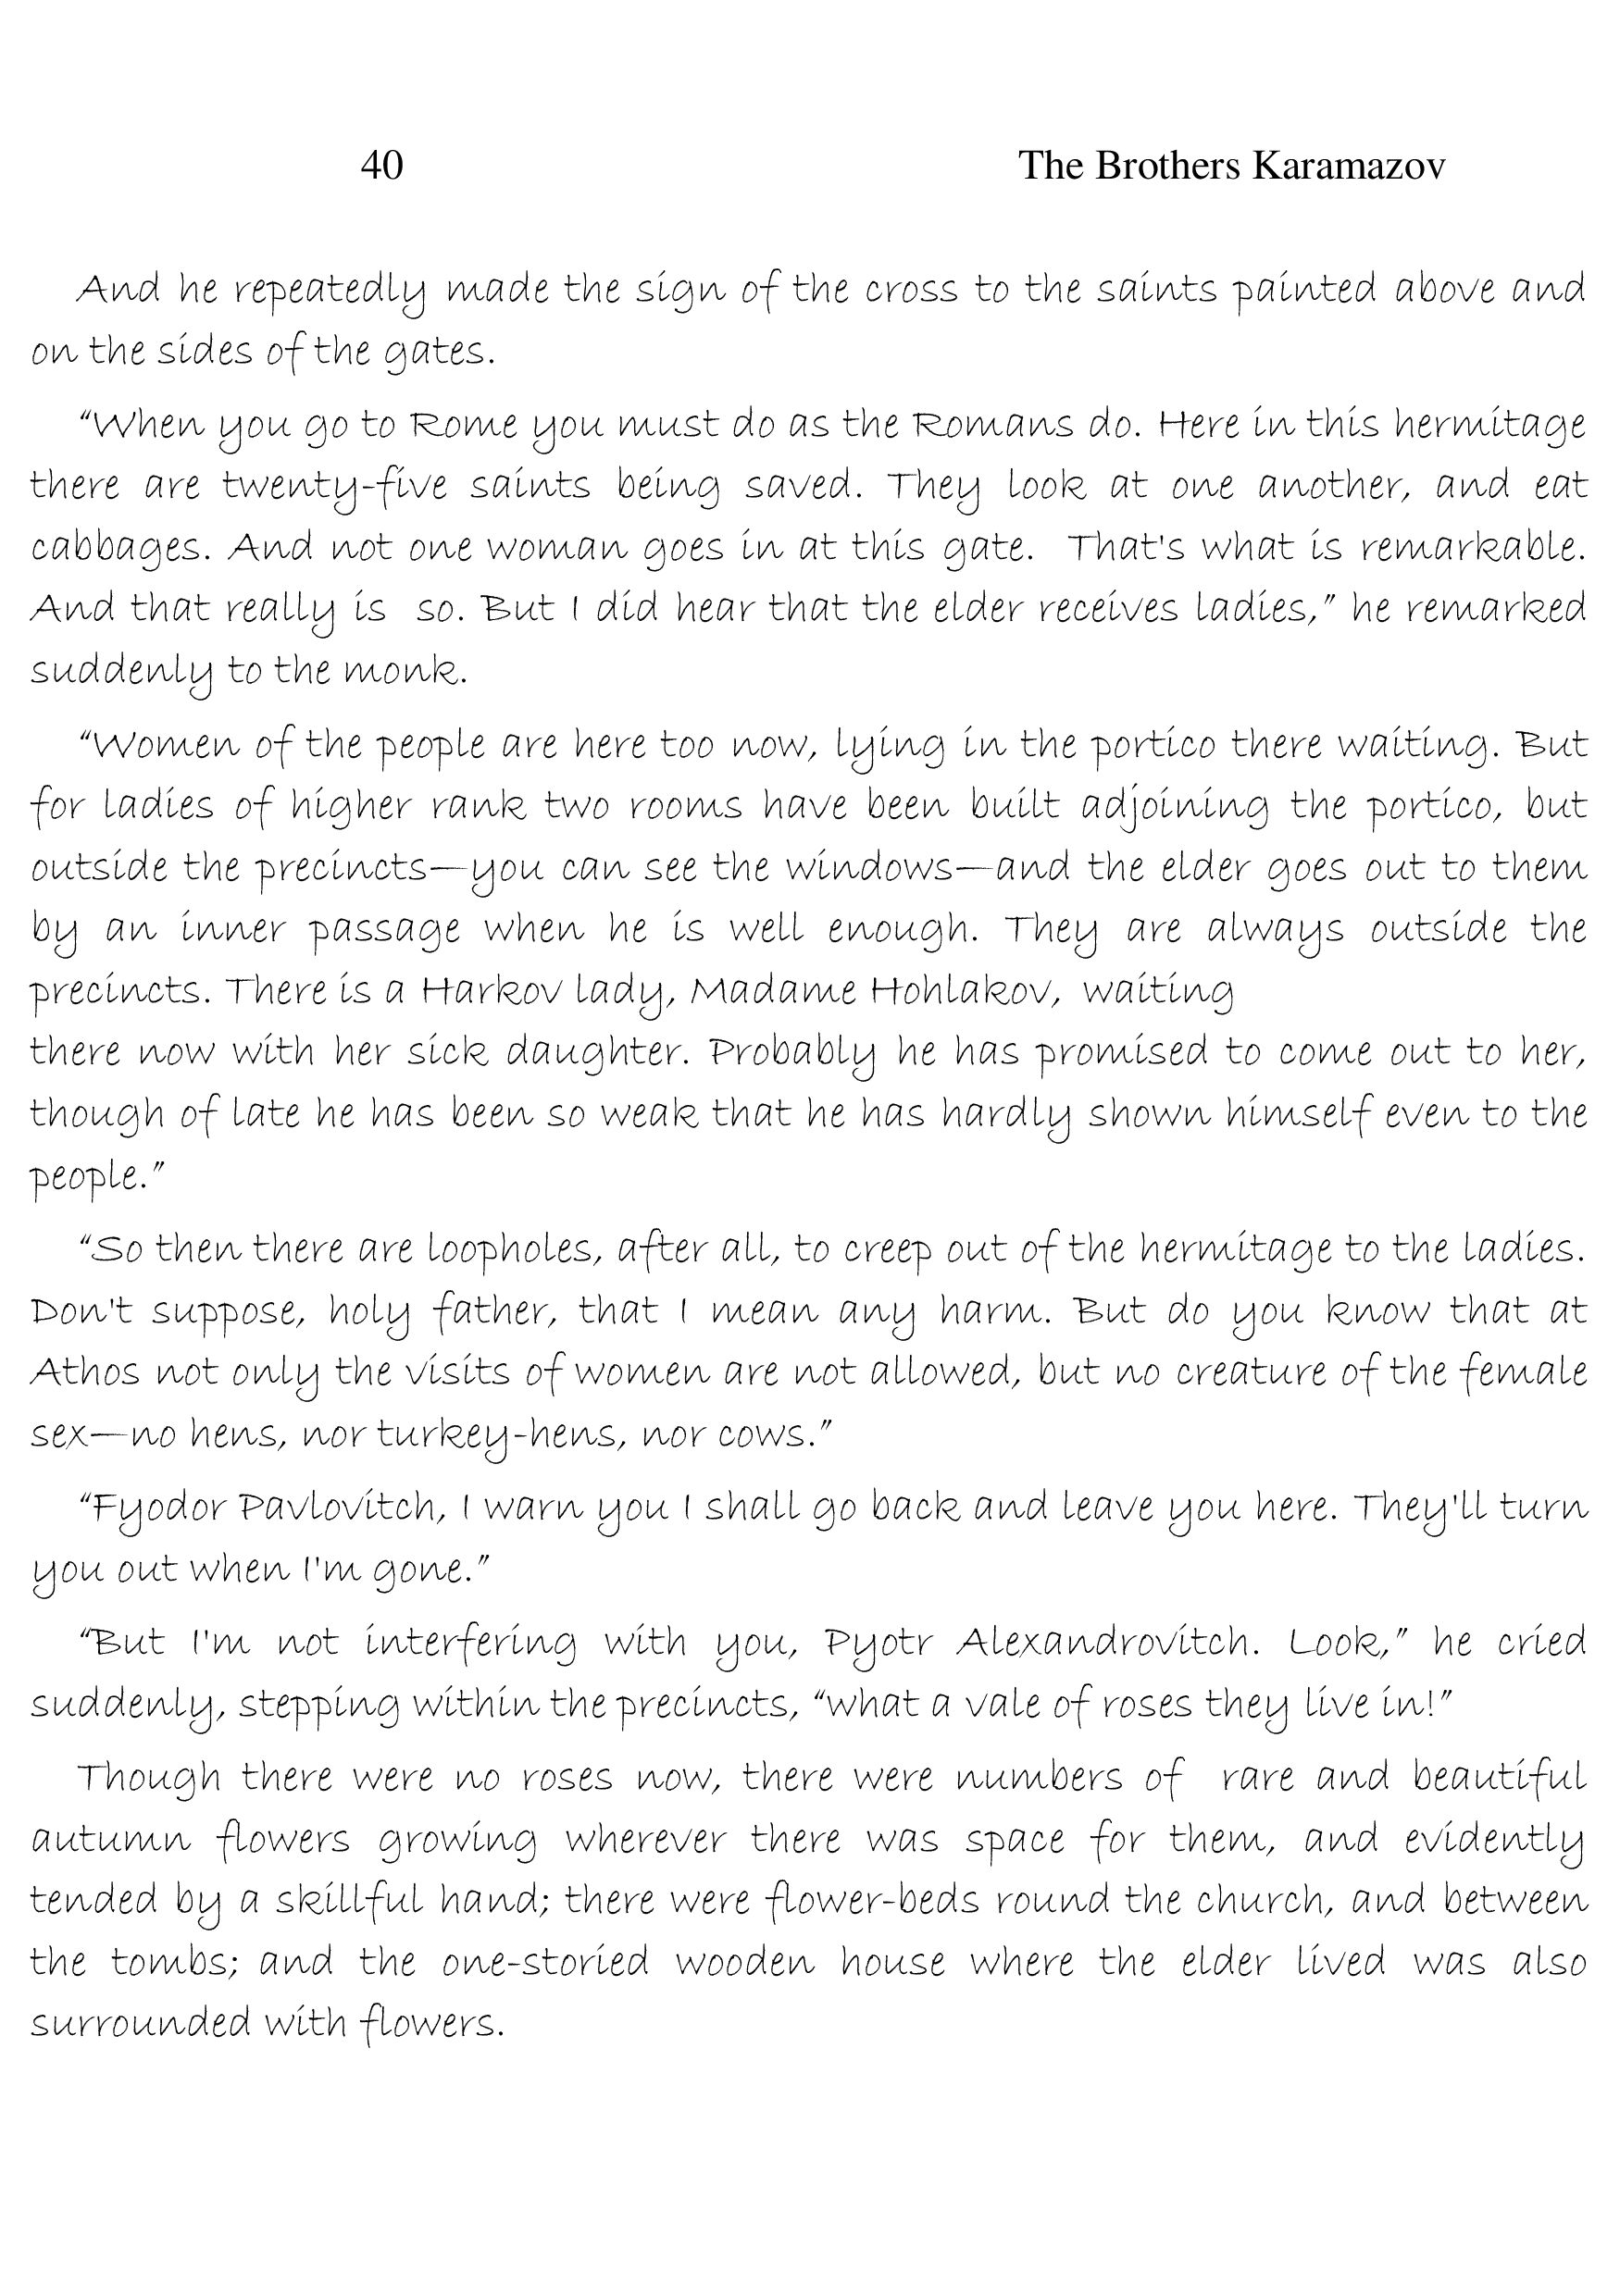 40 The Brothers Karamazov
And he repeatedly made the sign of the cross to the saints painted above and
on the sides of the gates.
“When you go to Rome you must do as the Romans do. Here in this hermitage
there are twenty-five saints being saved. They look at one another, and eat
cabbages. And not one woman goes in at this gate. That's what is remarkable.
And that really is so. But I did hear that the elder receives ladies,” he remarked
suddenly to the monk.
“Women of the people are here too now, lying in the portico there waiting. But
for ladies of higher rank two rooms have been built adjoining the portico, but
outside the precincts—you can see the windows—and the elder goes out to them
by an inner passage when he is well enough. They are always outside the
precincts. There is a Harkov lady, Madame Hohlakov, waiting
there now with her sick daughter. Probably he has promised to come out to her,
though of late he has been so weak that he has hardly shown himself even to the
people.”
“So then there are loopholes, after all, to creep out of the hermitage to the ladies.
Don't suppose, holy father, that I mean any harm. But do you know that at
Athos not only the visits of women are not allowed, but no creature of the female
sex—no hens, nor turkey-hens, nor cows.”
“Fyodor Pavlovitch, I warn you I shall go back and leave you here. They'll turn
you out when I'm gone.”
“But I'm not interfering with you, Pyotr Alexandrovitch. Look,” he cried
suddenly, stepping within the precincts, “what a vale of roses they live in!”
Though there were no roses now, there were numbers of rare and beautiful
autumn flowers growing wherever there was space for them, and evidently
tended by a skillful hand; there were flower-beds round the church, and between
the tombs; and the one-storied wooden house where the elder lived was also
surrounded with flowers.